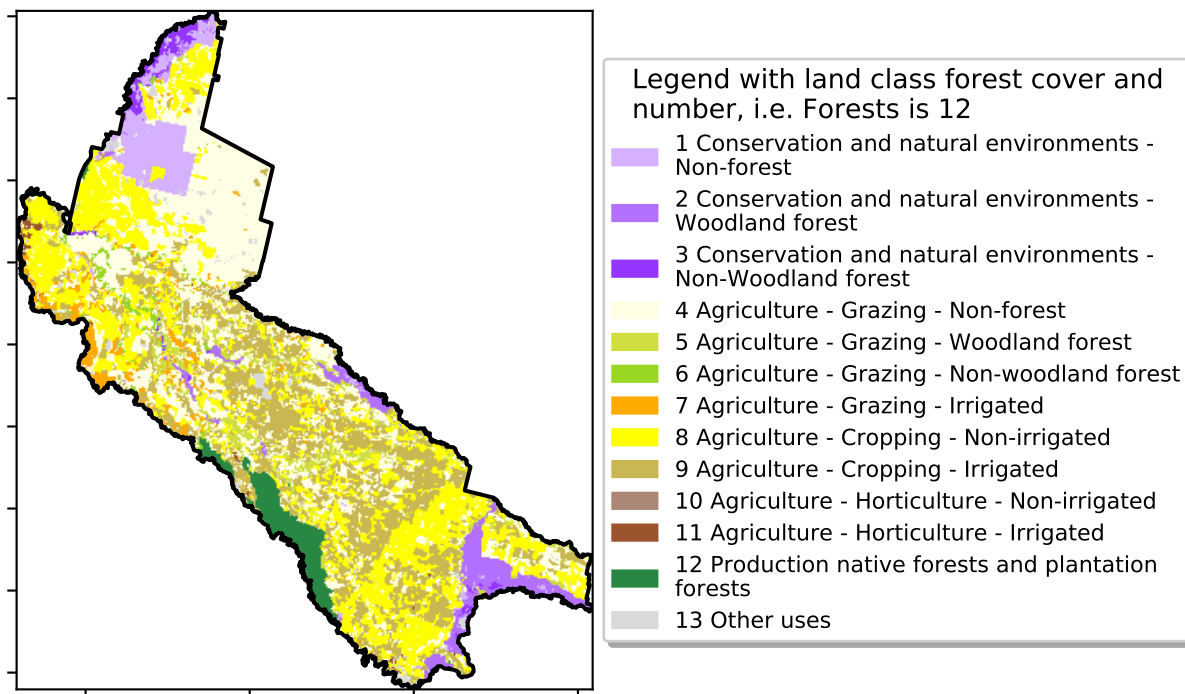 Legend with land class forest cover and
number, i.e. Forests is 12
1 Conservation and natural environments -
Non-forest
2 Conservation and natural environments -
Woodland forest
3 Conservation and natural environments -
Non-Woodland forest
4 Agriculture - Grazing - Non-forest
5 Agriculture - Grazing - Woodland forest
6 Agriculture - Grazing - Non-woodland forest
7 Agriculture - Grazing - Irrigated
8 Agriculture - Cropping - Non-irrigated
9 Agriculture - Cropping - Irrigated
10 Agriculture - Horticulture - Non-irrigated
11 Agriculture - Horticulture - Irrigated
12 Production native forests and plantation
forests
13 Other uses